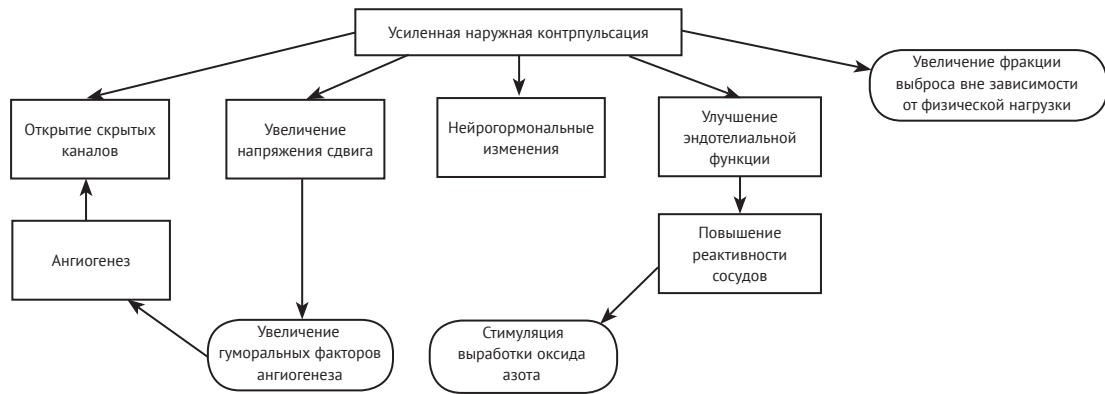 Усиленная наружная контрпульсация
Увеличение фракции
выброса вне зависимости
от физической нагрузки
Открытие скрытых
каналов
Увеличение
напряжения сдвига
Нейрогормональные
изменения
Улучшение
эндотелиальной
функции
Ангиогенез
Повышение
реактивности
сосудов
Увеличение
гуморальных факторов
ангиогенеза
Стимуляция
выработки оксида
азота